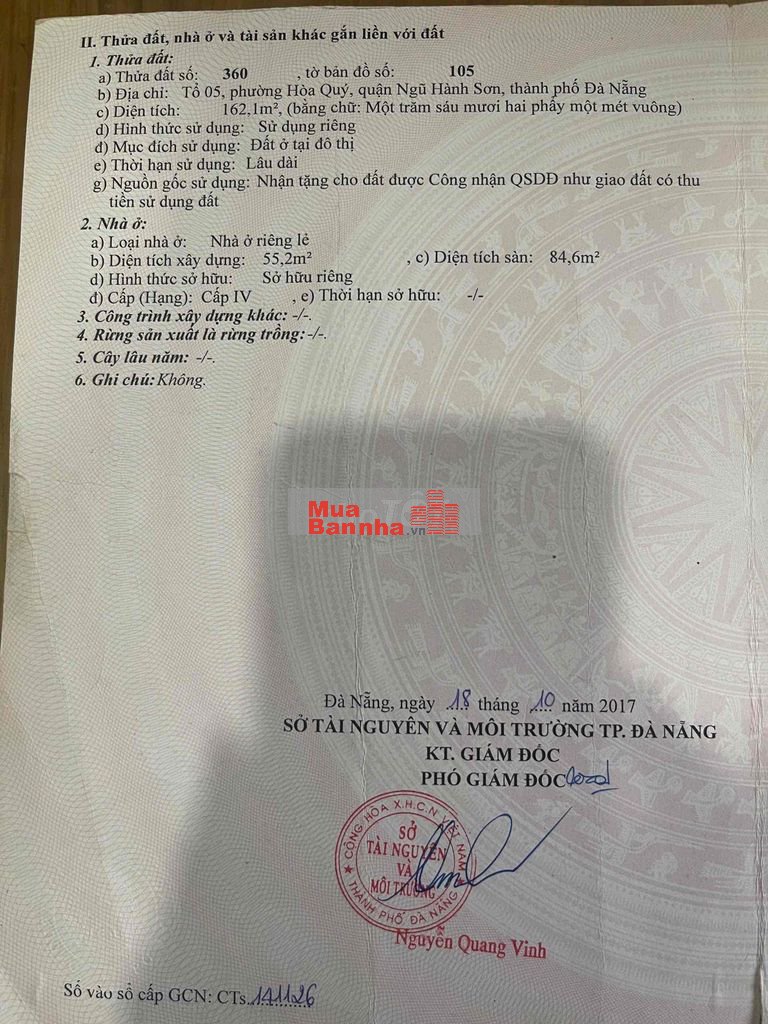 II. Thửa đất, nhà ở và tài sản khác gắn liền với đất
1. Thửa đất:
a) Thửa đất số: 360 , tờ bản đồ số: 105
b) Địa chỉ: Tổ 05, phường Hòa Quý, quận Ngũ Hành Sơn, thành phố Đà Nẵng
c) Diện tích: 162,1m², (bằng chữ: Một trăm sáu mươi hai phẩy một mét vuông)
d) Hình thức sử dụng: Sử dụng riêng
đ) Mục đích sử dụng: Đất ở tại đô thị
e) Thời hạn sử dụng: Lâu dài
g) Nguồn gốc sử dụng: Nhận tặng cho đất được Công nhận QSDĐ như giao đất có thu
tiền sử dụng đất
2. Nhà ở:
a) Loại nhà ở: Nhà ở riêng lẻ
b) Diện tích xây dựng: 55,2m² , c) Diện tích sàn: 84,6m²
d) Hình thức sở hữu: Sở hữu riêng
đ) Cấp (Hạng): Cấp IV , e) Thời hạn sở hữu: -/-
3. Công trình xây dựng khác: -/-.
4. Rừng sản xuất là rừng trồng: -/-.
5. Cây lâu năm: -/-.
6. Ghi chú: Không.
Mua
Bannha.vn
Đà Nẵng, ngày 18 tháng 10 năm 2017
SỞ TÀI NGUYÊN VÀ MÔI TRƯỜNG TP. ĐÀ NẴNG
KT. GIÁM ĐỐC
PHÓ GIÁM ĐỐC
CỘNG HÒA X.H.C.N VIỆT NAM
SỞ
TÀI NGUYÊN
VÀ
MÔI TRƯỜNG
THÀNH PHỐ ĐÀ NẴNG
Nguyễn Quang Vinh
Số vào sổ cấp GCN: CTs.141126